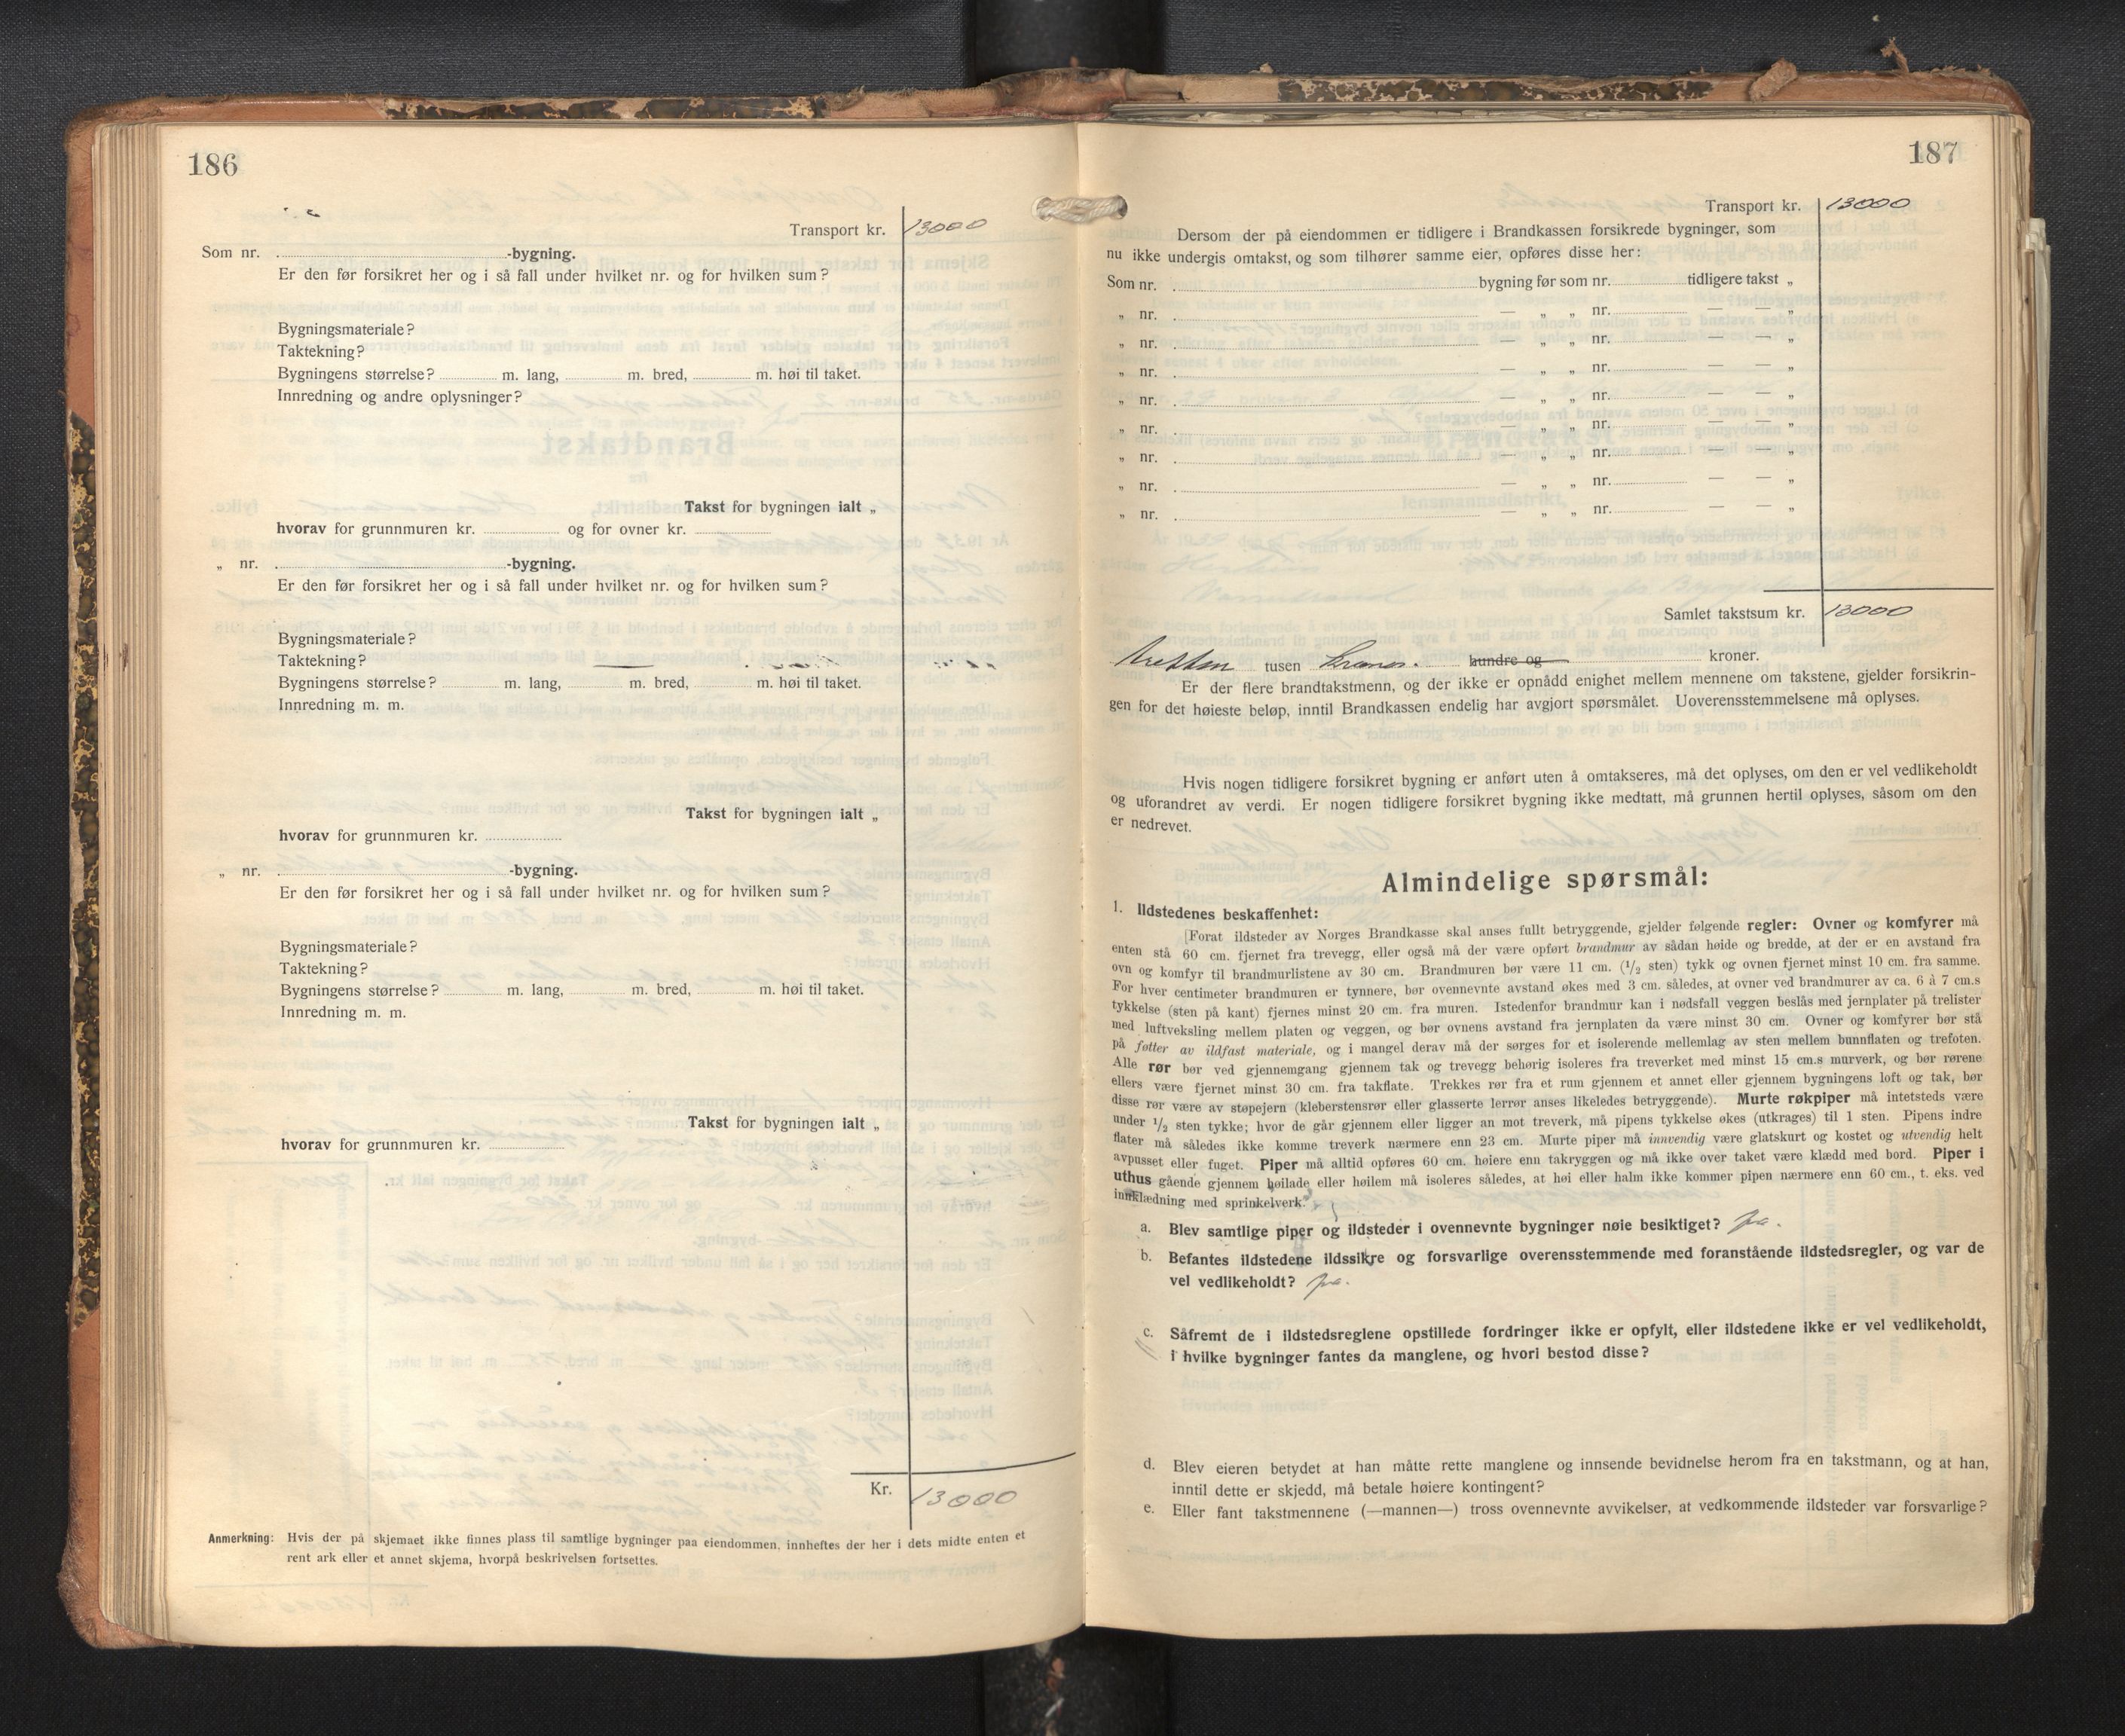 186
Transport kr. 13000
Som nr. -bygning.
Er den før forsikret her og i så fall under hvilket nr. og for hvilken sum?
Bygningsmateriale?
Taktekning?
Bygningens størrelse? m. lang, m. bred, m. høi til taket.
Innredning og andre oplysninger?
Takst for bygningen ialt „
hvorav for grunnmuren kr. og for ovner kr.
„ nr. -bygning.
Er den før forsikret her og i så fall under hvilket nr. og for hvilken sum?
Bygningsmateriale?
Taktekning?
Bygningens størrelse? m. lang, m. bred, m. høi til taket.
Innredning m. m.
Takst for bygningen ialt „
hvorav for grunnmuren kr.
„ nr. -bygning.
Er den før forsikret her og i så fall under hvilket nr. og for hvilken sum?
Bygningsmateriale?
Taktekning?
Bygningens størrelse? m. lang, m. bred, m. høi til taket.
Innredning m. m.
Takst for bygningen ialt „
hvorav for grunnmuren kr.
Kr. 13000
Anmerkning: Hvis der på skjemaet ikke finnes plass til samtlige bygninger paa eiendommen, innheftes der her i dets midte enten et
rent ark eller et annet skjema, hvorpå beskrivelsen fortsettes.
187
Transport kr. 13000
Dersom der på eiendommen er tidligere i Brandkassen forsikrede bygninger, som
nu ikke undergis omtakst, og som tilhører samme eier, opføres disse her:
Som nr. bygning før som nr. tidligere takst „
„ nr. — „ „ nr. — — „
„ nr. — „ „ nr. — — „
„ nr. — „ „ nr. — — „
„ nr. — „ „ nr. — — „
„ nr. — „ „ nr. — — „
„ nr. — „ „ nr. — — „
„ nr. — „ „ nr. — — „
„ nr. — „ „ nr. — — „
Samlet takstsum kr. 13000
tretten tusen kroner. hundre og kroner.
Er der flere brandtakstmenn, og der ikke er opnådd enighet mellem mennene om takstene, gjelder forsikrin-
gen for det høieste beløp, inntil Brandkassen endelig har avgjort spørsmålet. Uoverensstemmelsene må oplyses.
Hvis nogen tidligere forsikret bygning er anført uten å omtakseres, må det oplyses, om den er vel vedlikeholdt
og uforandret av verdi. Er nogen tidligere forsikret bygning ikke medtatt, må grunnen hertil oplyses, såsom om den
er nedrevet.
Almindelige spørsmål:
1. Ildstedenes beskaffenhet:
[Forat ildsteder av Norges Brandkasse skal anses fullt betryggende, gjelder følgende regler: Ovner og komfyrer må
enten stå 60 cm. fjernet fra trevegg, eller også må der være opført brandmur av sådan høide og bredde, at der er en avstand fra
ovn og komfyr til brandmurlistene av 30 cm. Brandmuren bør være 11 cm. (1/2 sten) tykk og ovnen fjernet minst 10 cm. fra samme.
For hver centimeter brandmuren er tynnere, bør ovennevnte avstand økes med 3 cm. således, at ovner ved brandmurer av ca. 6 à 7 cm.s
tykkelse (sten på kant) fjernes minst 20 cm. fra muren. Istedenfor brandmur kan i nødsfall veggen beslås med jernplater på trelister
med luftveksling mellem platen og veggen, og bør ovnens avstand fra jernplaten da være minst 30 cm. Ovner og komfyrer bør stå
på føtter av ildfast materiale, og i mangel derav må der sørges for et isolerende mellemlag av sten mellem bunnflaten og trefoten.
Alle rør bør ved gjennemgang gjennem tak og trevegg behørig isoleres fra treverket med minst 15 cm.s murverk, og bør rørene
ellers være fjernet minst 30 cm. fra takflate. Trekkes rør fra et rum gjennem et annet eller gjennem bygningens loft og tak, bør
disse rør være av støpejern (kleberstensrør eller glasserte lerrør anses likeledes betryggende). Murte røkpiper må intetsteds være
under 1/2 sten tykke; hvor de går gjennem eller ligger an mot treverk, må pipens tykkelse økes (utkrages) til 1 sten. Pipens indre
flater må således ikke komme treverk nærmere enn 23 cm. Murte piper må innvendig være glatskurt og kostet og utvendig helt
avpusset eller fuget. Piper må alltid opføres 60 cm. høiere enn takryggen og må ikke over taket være klædd med bord. Piper i
uthus gående gjennem høilade eller høilem må isoleres således, at høi eller halm ikke kommer pipen nærmere enn 60 cm., t. eks. ved
innklædning med sprinkelverk.]
a. Blev samtlige piper og ildsteder i ovennevnte bygninger nøie besiktiget? ja.
b. Befantes ildstedene ildssikre og forsvarlige overensstemmende med foranstående ildstedsregler, og var de
vel vedlikeholdt? ja.
c. Såfremt de i ildstedsreglene opstillede fordringer ikke er opfylt, eller ildstedene ikke er vel vedlikeholdt,
i hvilke bygninger fantes da manglene, og hvori bestod disse?
d. Blev eieren betydet at han måtte rette manglene og innsende bevidnelse herom fra en takstmann, og at han,
inntil dette er skjedd, må betale høiere kontingent?
e. Eller fant takstmennene (—mannen—) tross ovennevnte avvikelser, at vedkommende ildsteder var forsvarlige?